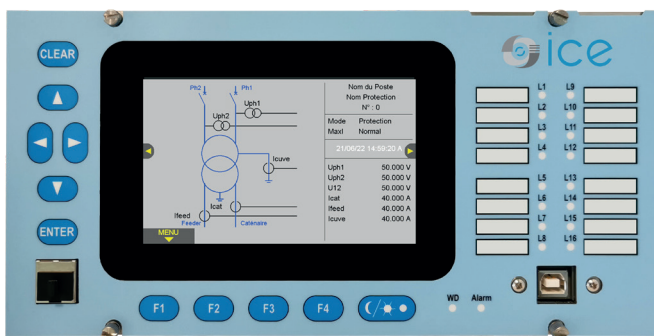 ice
CLEAR
ENTER
Ph2
Ph1
Uph1
Uph2
Icuve
Icat
Ifeed
Feeder
Caténaire
MENU
Nom du Poste
Nom Protection
N° : 0
Mode Protection
MaxI Normal
21/06/22 14:59:20 A
Uph1 50.000 V
Uph2 50.000 V
U12 50.000 V
Icat 40.000 A
Ifeed 40.000 A
Icuve 40.000 A
L1 L9
L2 L10
L3 L11
L4 L12
L5 L13
L6 L14
L7 L15
L8 L16
F1 F2 F3 F4
WD Alarm